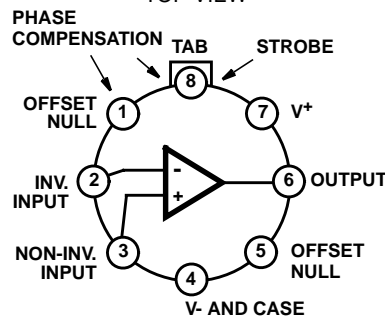 TOP VIEW
PHASE
COMPENSATION
TAB
STROBE
8
OFFSET
NULL
1
7
V+
INV.
INPUT
2
-
+
6
OUTPUT
NON-INV.
INPUT
3
5
OFFSET
NULL
4
V- AND CASE